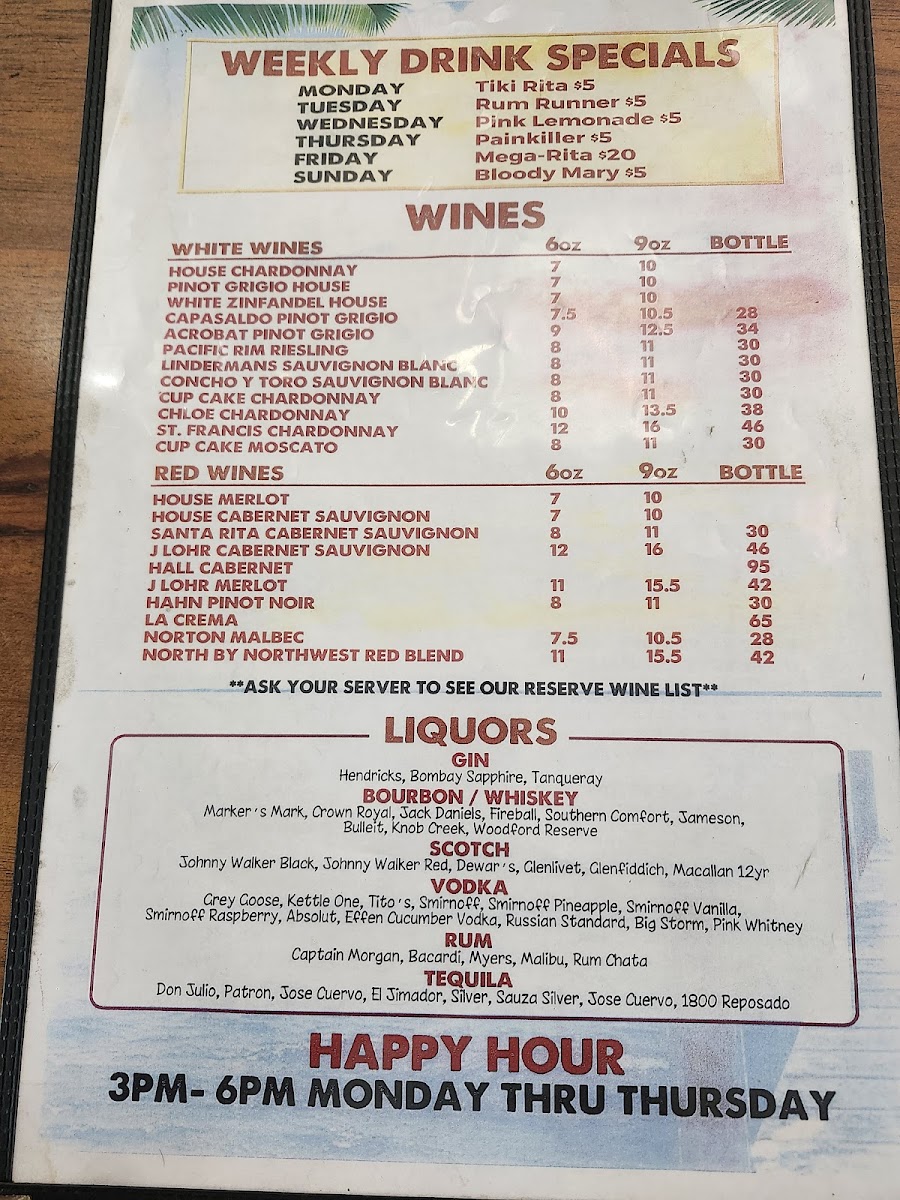 WEEKLY DRINK SPECIALS
MONDAY Tiki Rita $5
TUESDAY Rum Runner $5
WEDNESDAY Pink Lemonade $5
THURSDAY Painkiller $5
FRIDAY Mega-Rita $20
SUNDAY Bloody Mary $5
WINES
WHITE WINES 6oz 9oz BOTTLE
HOUSE CHARDONNAY 7 10
PINOT GRIGIO HOUSE 7 10
WHITE ZINFANDEL HOUSE 7 10
CAPASALDO PINOT GRIGIO 7.5 10.5 28
ACROBAT PINOT GRIGIO 9 12.5 34
PACIFIC RIM RIESLING 8 11 30
LINDERMANS SAUVIGNON BLANC 8 11 30
CONCHO Y TORO SAUVIGNON BLANC 8 11 30
CUP CAKE CHARDONNAY 8 11 30
CHLOE CHARDONNAY 10 13.5 38
ST. FRANCIS CHARDONNAY 12 16 46
CUP CAKE MOSCATO 8 11 30
RED WINES 6oz 9oz BOTTLE
HOUSE MERLOT 7 10
HOUSE CABERNET SAUVIGNON 7 10
SANTA RITA CABERNET SAUVIGNON 8 11 30
J LOHR CABERNET SAUVIGNON 12 16 46
HALL CABERNET 95
J LOHR MERLOT 11 15.5 42
HAHN PINOT NOIR 8 11 30
LA CREMA 65
NORTON MALBEC 7.5 10.5 28
NORTH BY NORTHWEST RED BLEND 11 15.5 42
**ASK YOUR SERVER TO SEE OUR RESERVE WINE LIST**
LIQUORS
GIN
Hendricks, Bombay Sapphire, Tanqueray
BOURBON / WHISKEY
Marker's Mark, Crown Royal, Jack Daniels, Fireball, Southern Comfort, Jameson,
Bulleit, Knob Creek, Woodford Reserve
SCOTCH
Johnny Walker Black, Johnny Walker Red, Dewar's, Glenlivet, Glenfiddich, Macallan 12yr
VODKA
Grey Goose, Kettle One, Tito's, Smirnoff, Smirnoff Pineapple, Smirnoff Vanilla,
Smirnoff Raspberry, Absolut, Effen Cucumber Vodka, Russian Standard, Big Storm, Pink Whitney
RUM
Captain Morgan, Bacardi, Myers, Malibu, Rum Chata
TEQUILA
Don Julio, Patron, Jose Cuervo, El Jimador, Silver, Sauza Silver, Jose Cuervo, 1800 Reposado
HAPPY HOUR
3PM- 6PM MONDAY THRU THURSDAY